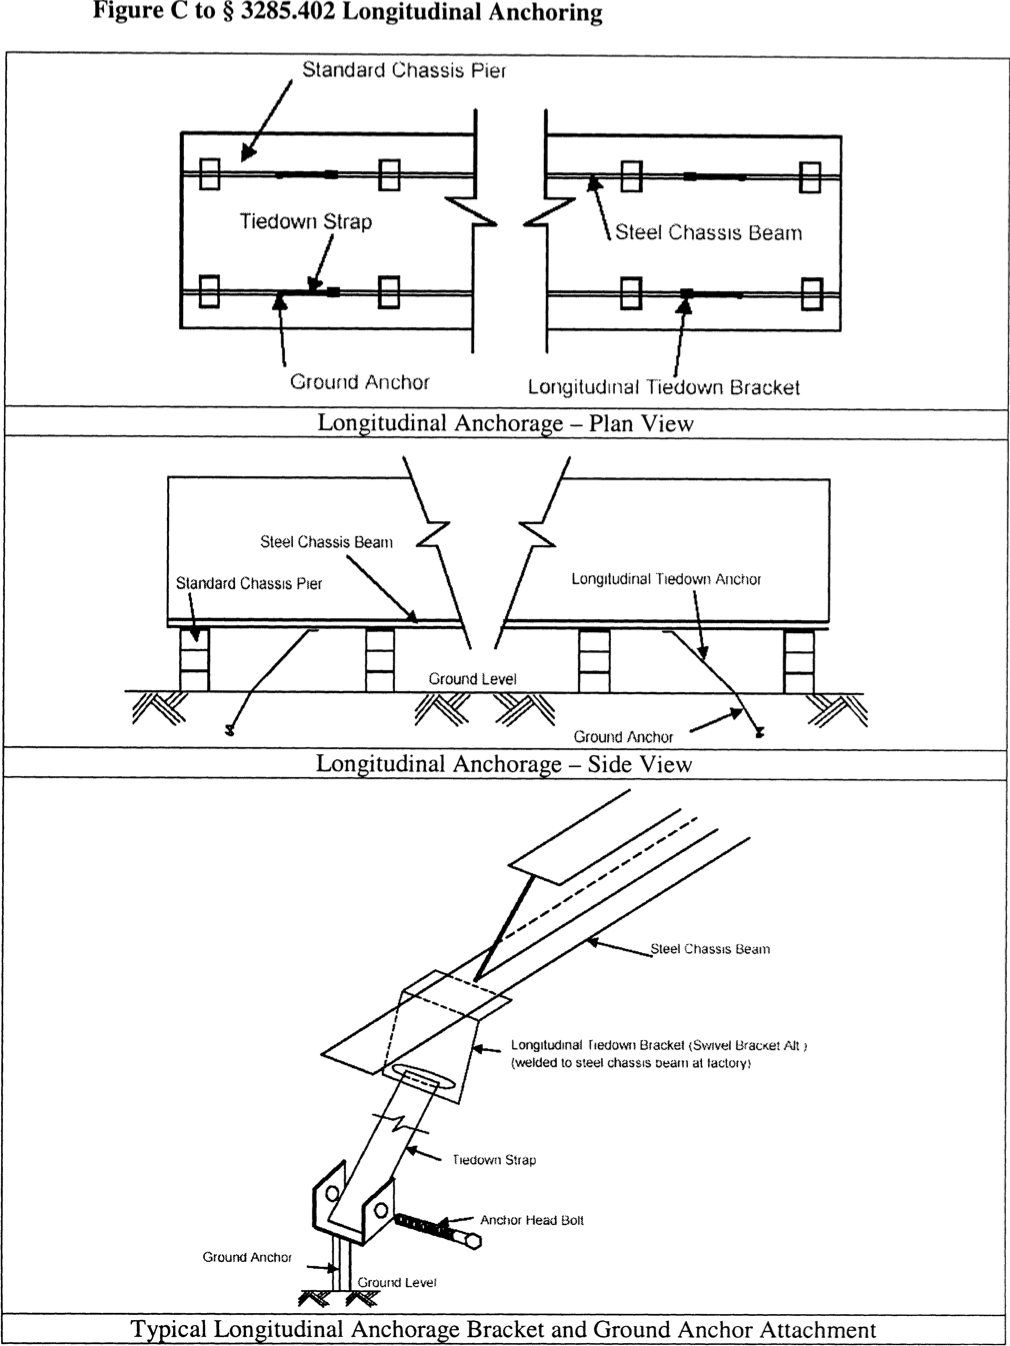 Figure C to § 3285.402 Longitudinal Anchoring
Standard Chassis Pier
Tiedown Strap
Steel Chassis Beam
Ground Anchor
Longitudinal Tiedown Bracket
Longitudinal Anchorage – Plan View
Steel Chassis Beam
Standard Chassis Pier
Longitudinal Tiedown Anchor
Ground Level
Ground Anchor
Longitudinal Anchorage – Side View
Steel Chassis Beam
Longitudinal Tiedown Bracket (Swivel Bracket Alt )
(welded to steel chassis beam at factory)
Tiedown Strap
Anchor Head Bolt
Ground Anchor
Ground Level
Typical Longitudinal Anchorage Bracket and Ground Anchor Attachment